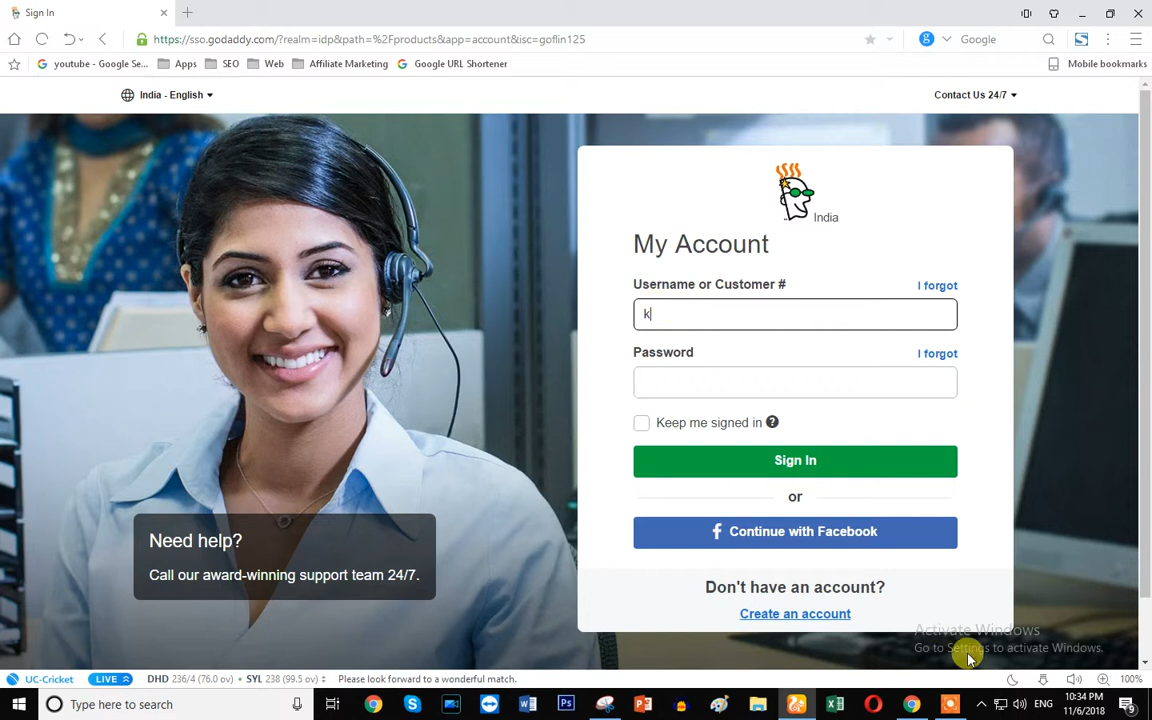 Sign In
https://sso.godaddy.com/?realm=idp&path=%2Fproducts&app=account&isc=goflin125
Google
youtube - Google Se...
Apps
SEO
Web
Affiliate Marketing
Google URL Shortener
Mobile bookmarks
India - English
Contact Us 24/7
India
My Account
Username or Customer #
I forgot
k
Password
I forgot
Keep me signed in ?
Sign In
or
f Continue with Facebook
Need help?
Call our award-winning support team 24/7.
Don't have an account?
Create an account
Activate Windows
Go to Settings to activate Windows.
UC-Cricket
LIVE
DHD 236/4 (76.0 ov) • SYL 238 (99.5 ov)
Please look forward to a wonderful match.
100%
Type here to search
ENG
10:34 PM
11/6/2018
9